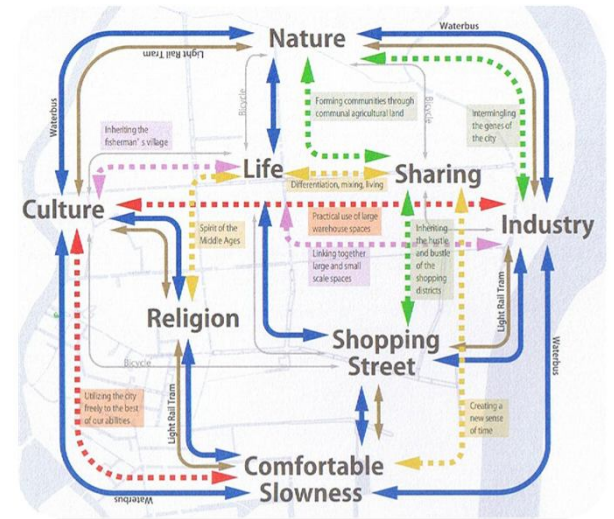 Waterbus
Nature
Waterbus
Light Rail Tram
Bicycle
Bicycle
Forming communities through
communal agricultural land
Intermingling
the genes of
the city
Inheriting the
fisherman's village
Waterbus
Life
Sharing
Differentiation, mixing, living
Culture
Industry
Practical use of large
warehouse spaces
Spirit of the
Middle Ages
Inheriting
the hustle
and bustle
of the
shopping
districts
Linking together
large and small
scale spaces
Religion
Shopping
Street
Light Rail Tram
Bicycle
Waterbus
Light Rail Tram
Utilizing the city
freely to the best
of our abilities
Creating a
new sense
of time
Comfortable
Slowness
Waterbus